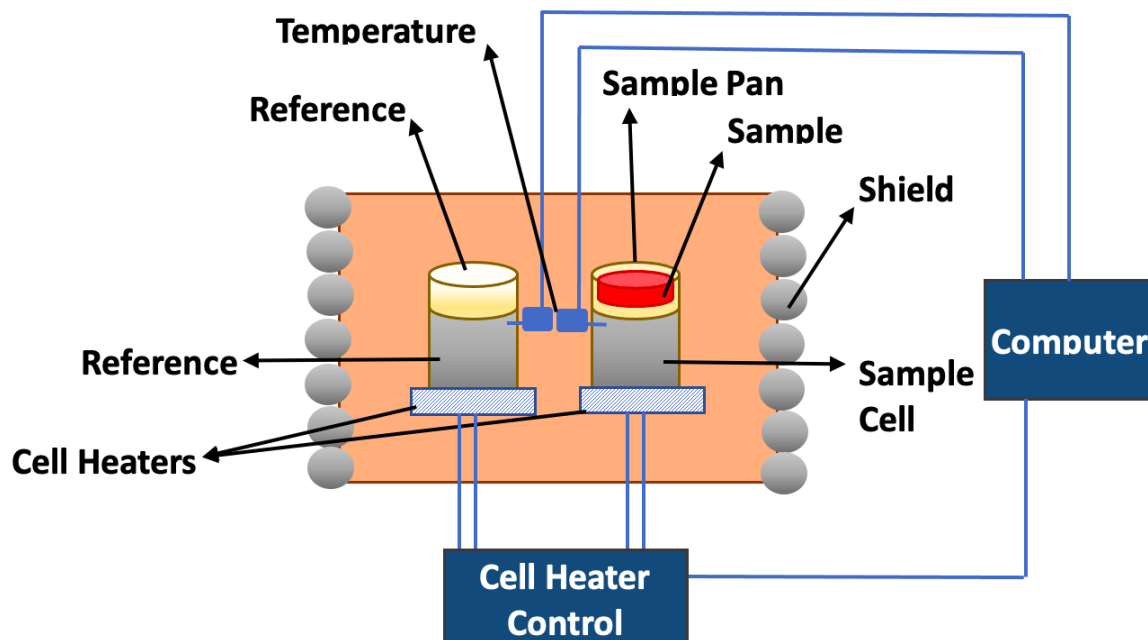 Temperature
Reference
Sample Pan
Sample
Shield
Computer
Reference
Sample
Cell
Cell Heaters
Cell Heater
Control